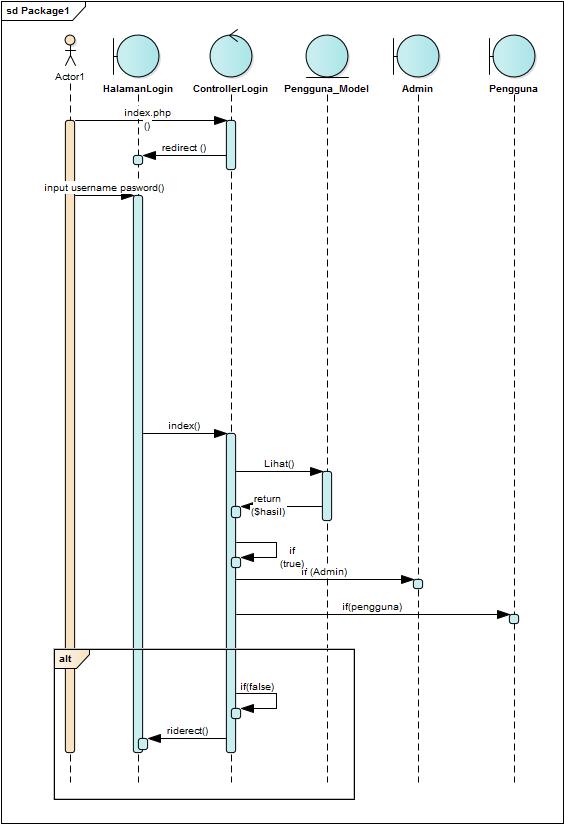 sd Package1
Actor1
HalamanLogin
ControllerLogin
Pengguna_Model
Admin
Pengguna
index.php
()
redirect ()
input username pasword()
index()
Lihat()
return
($hasil)
if
(true)
if (Admin)
if(pengguna)
alt
if(false)
riderect()